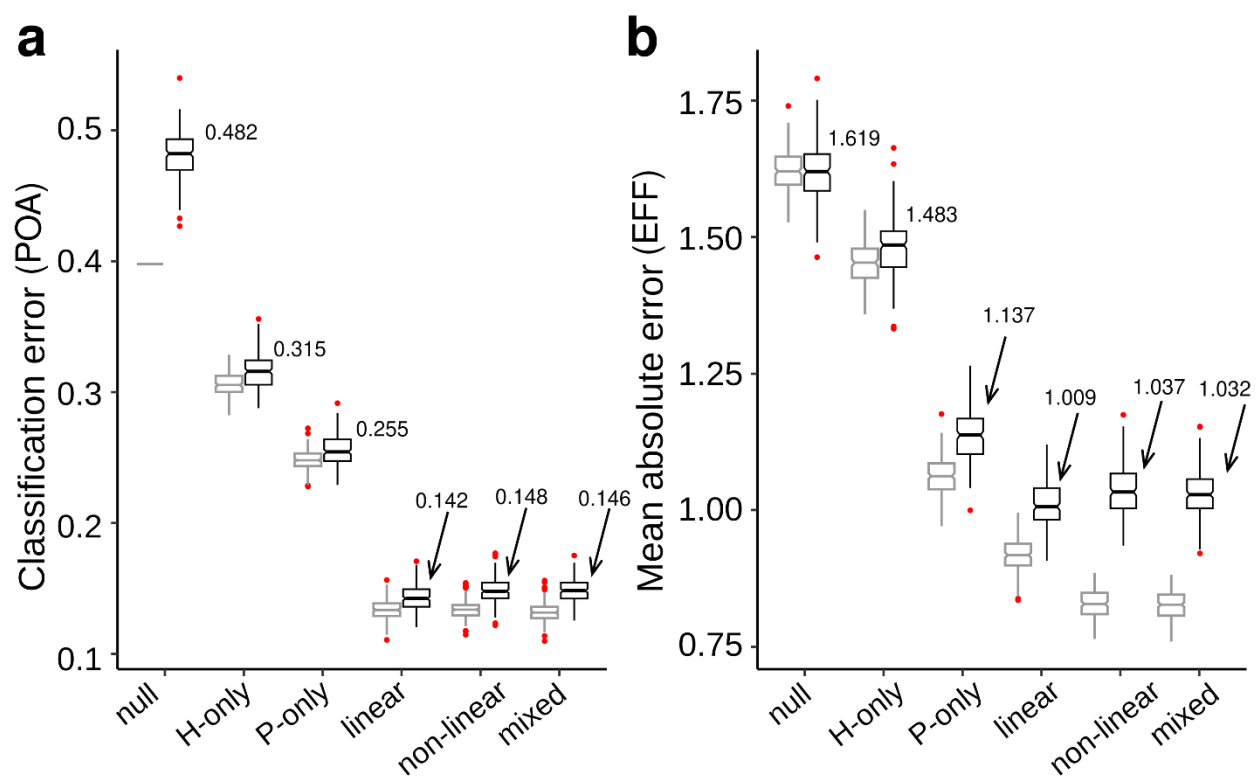 a
Classification error (POA)
0.5
0.4
0.3
0.2
0.1
0.482
0.315
0.255
0.142
0.148
0.146
null
H-only
P-only
linear
non-linear
mixed
b
Mean absolute error (EFF)
1.75
1.50
1.25
1.00
0.75
1.619
1.483
1.137
1.009
1.037
1.032
null
H-only
P-only
linear
non-linear
mixed